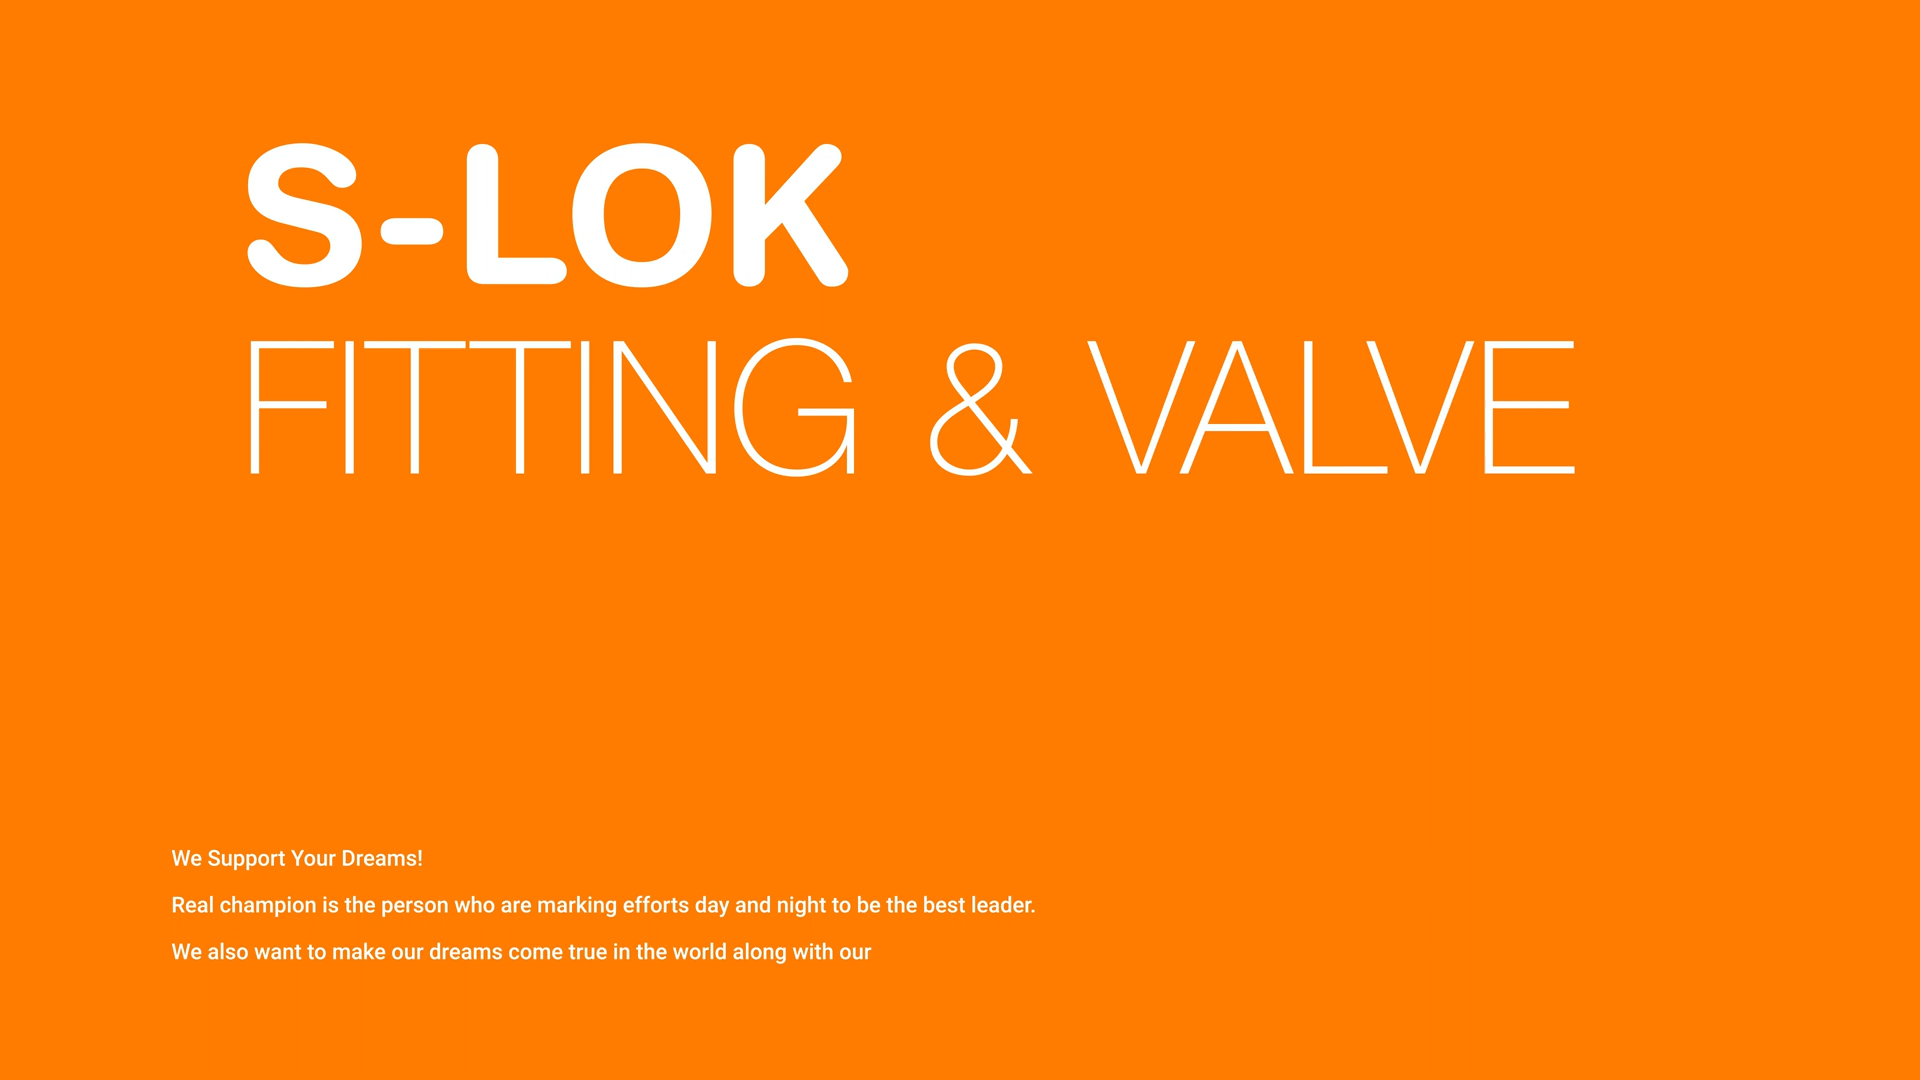 S-LOK
FITTING & VALVE
We Support Your Dreams!
Real champion is the person who are marking efforts day and night to be the best leader.
We also want to make our dreams come true in the world along with our